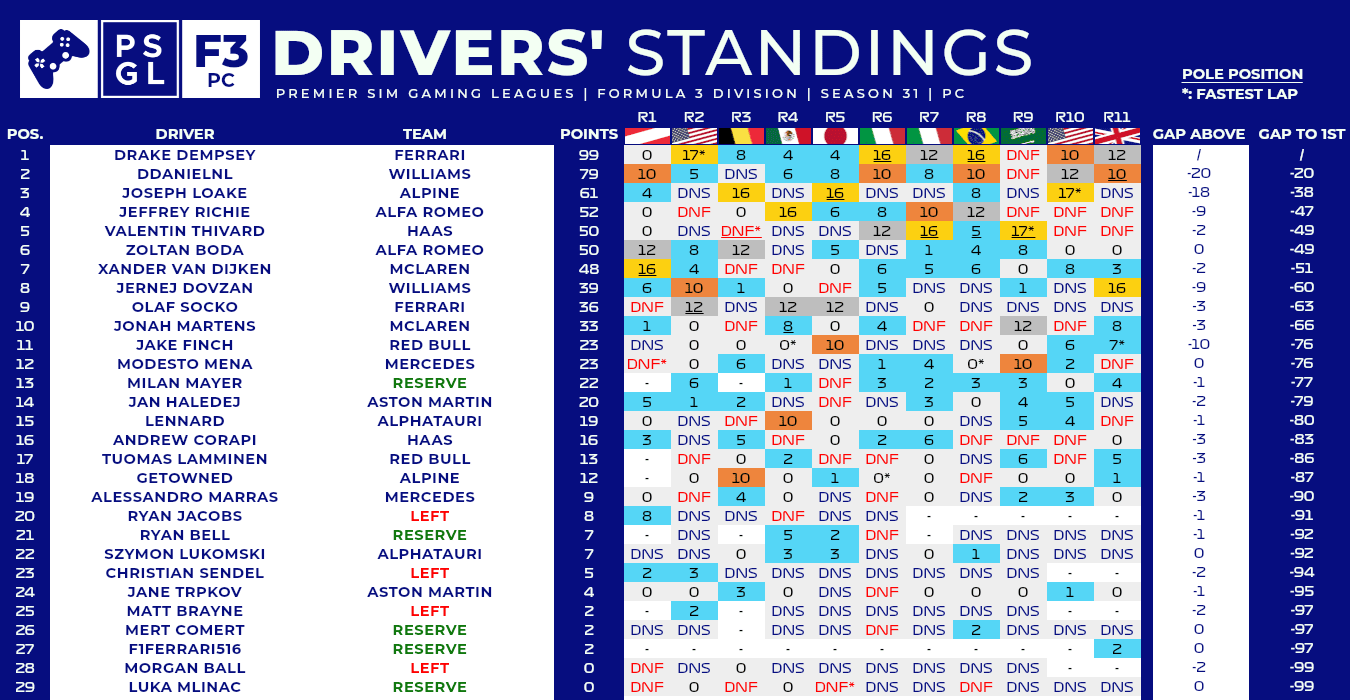 PS GL F3 PC DRIVERS' STANDINGS
PREMIER SIM GAMING LEAGUES | FORMULA 3 DIVISION | SEASON 31 | PC
POLE POSITION
*: FASTEST LAP
R1 R2 R3 R4 R5 R6 R7 R8 R9 R10 R11
POS. DRIVER TEAM POINTS GAP ABOVE GAP TO 1ST
1 DRAKE DEMPSEY FERRARI 99 0 17* 8 4 4 16 12 16 DNF 10 12 / /
2 DDANIELNL WILLIAMS 79 10 5 DNS 6 8 10 8 10 DNF 12 10 -20 -20
3 JOSEPH LOAKE ALPINE 61 4 DNS 16 DNS 16 DNS DNS 8 DNS 17* DNS -18 -38
4 JEFFREY RICHIE ALFA ROMEO 52 0 DNF 0 16 6 8 10 12 DNF DNF DNF -9 -47
5 VALENTIN THIVARD HAAS 50 0 DNS DNF* DNS DNS 12 16 5 17* DNF DNF -2 -49
6 ZOLTAN BODA ALFA ROMEO 50 12 8 12 DNS 5 DNS 1 4 8 0 0 0 -49
7 XANDER VAN DIJKEN MCLAREN 48 16 4 DNF DNF 0 6 5 6 0 8 3 -2 -51
8 JERNEJ DOVZAN WILLIAMS 39 6 10 1 0 DNF 5 DNS DNS 1 DNS 16 -9 -60
9 OLAF SOCKO FERRARI 36 DNF 12 DNS 12 12 DNS 0 DNS DNS DNS DNS -3 -63
10 JONAH MARTENS MCLAREN 33 1 0 DNF 8 0 4 DNF DNF 12 DNF 8 -3 -66
11 JAKE FINCH RED BULL 23 DNS 0 0 0* 10 DNS DNS DNS 0 6 7* -10 -76
12 MODESTO MENA MERCEDES 23 DNF* 0 6 DNS DNS 1 4 0* 10 2 DNF 0 -76
13 MILAN MAYER RESERVE 22 - 6 - 1 DNF 3 2 3 3 0 4 -1 -77
14 JAN HALEDEJ ASTON MARTIN 20 5 1 2 DNS DNF DNS 3 0 4 5 DNS -2 -79
15 LENNARD ALPHATAURI 19 0 DNS DNF 10 0 0 0 DNS 5 4 DNF -1 -80
16 ANDREW CORAPI HAAS 16 3 DNS 5 DNF 0 2 6 DNF DNF DNF 0 -3 -83
17 TUOMAS LAMMINEN RED BULL 13 - DNF 0 2 DNF DNF 0 DNS 6 DNF 5 -3 -86
18 GETOWNED ALPINE 12 - 0 10 0 1 0* 0 DNF 0 0 1 -1 -87
19 ALESSANDRO MARRAS MERCEDES 9 0 DNF 4 0 DNS DNF 0 DNS 2 3 0 -3 -90
20 RYAN JACOBS LEFT 8 8 DNS DNS DNF DNS DNS - - - - - -1 -91
21 RYAN BELL RESERVE 7 - DNS - 5 2 DNF - DNS DNS DNS DNS -1 -92
22 SZYMON LUKOMSKI ALPHATAURI 7 DNS DNS 0 3 3 DNS 0 1 DNS DNS DNS 0 -92
23 CHRISTIAN SENDEL LEFT 5 2 3 DNS DNS DNS DNS DNS DNS DNS - - -2 -94
24 JANE TRPKOV ASTON MARTIN 4 0 0 3 0 DNS DNF 0 0 0 1 0 -1 -95
25 MATT BRAYNE LEFT 2 - 2 - DNS DNS DNS DNS DNS DNS - - -2 -97
26 MERT COMERT RESERVE 2 DNS DNS - DNS DNS DNF DNS 2 DNS DNS DNS 0 -97
27 F1FERRARI516 RESERVE 2 - - - - - - - - - - 2 0 -97
28 MORGAN BALL LEFT 0 DNF DNS 0 DNS DNS DNS DNS DNS DNS - - -2 -99
29 LUKA MLINAC RESERVE 0 DNF 0 DNF 0 DNF* DNS DNS DNF DNS DNS DNS 0 -99